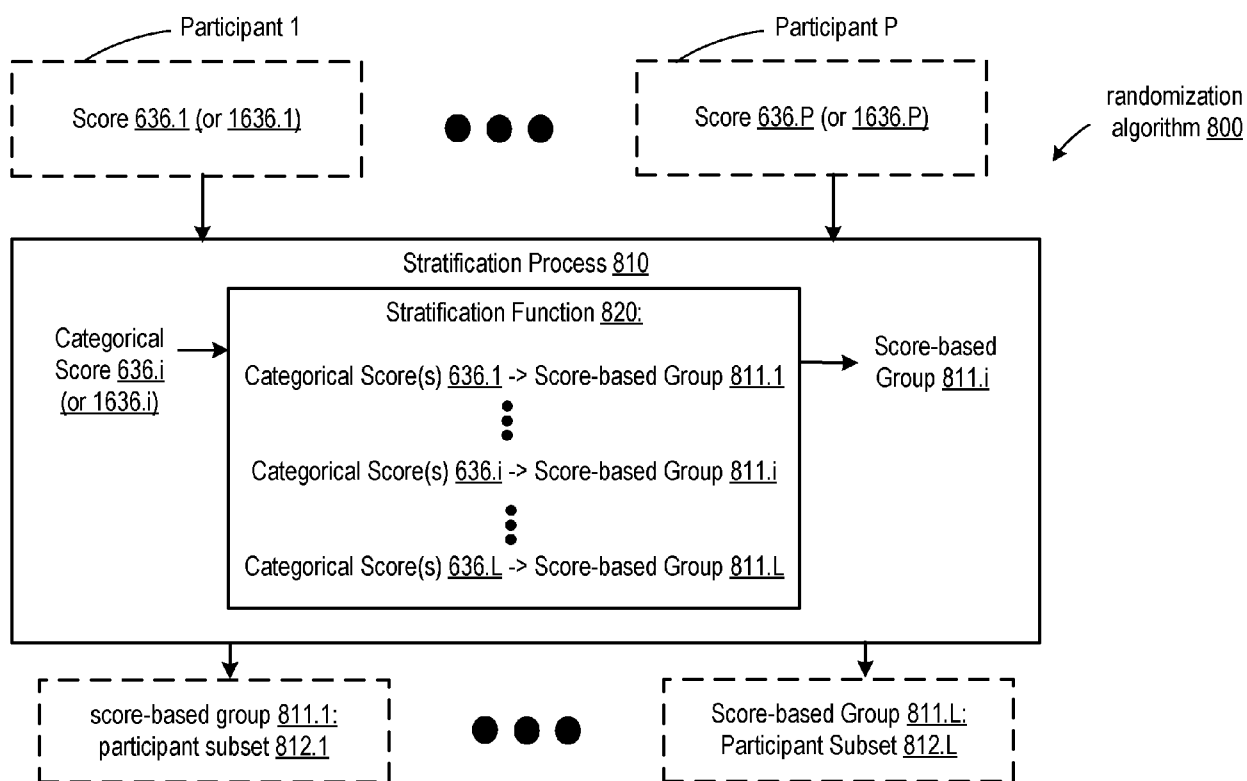 Participant 1
Participant P
Score 636.1 (or 1636.1)
Score 636.P (or 1636.P)
randomization
algorithm 800
Stratification Process 810
Categorical
Score 636.i
(or 1636.i)
Stratification Function 820:
Categorical Score(s) 636.1 -> Score-based Group 811.1
Categorical Score(s) 636.i -> Score-based Group 811.i
Categorical Score(s) 636.L -> Score-based Group 811.L
Score-based
Group 811.i
score-based group 811.1:
participant subset 812.1
Score-based Group 811.L:
Participant Subset 812.L